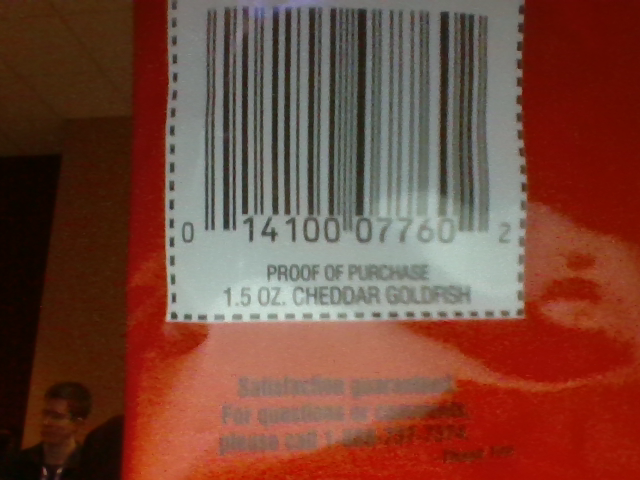 0 14100 07760 2
PROOF OF PURCHASE
1.5 OZ. CHEDDAR GOLDFISH
Satisfaction guaranteed.
For questions or comments,
please call